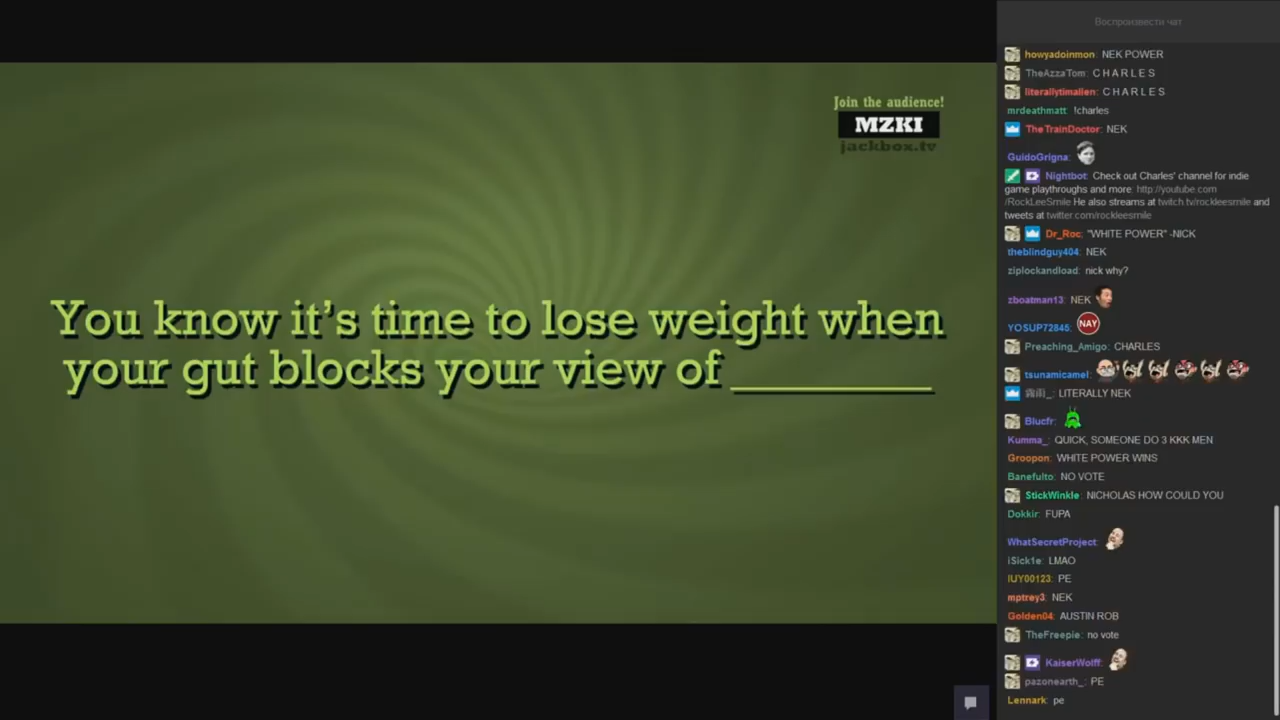 Воспроизвести чат
Join the audience!
MZKI
jackbox.tv
You know it's time to lose weight when
your gut blocks your view of ________
howyadoinmon: NEK POWER
TheAzzaTom: C H A R L E S
literallytimallen: C H A R L E S
mrdeathmatt: !charles
TheTrainDoctor: NEK
GuidoGrigna:
Nightbot: Check out Charles' channel for indie
game playthroughs and more: http://youtube.com
/RockLeeSmile He also streams at twitch.tv/rockleesmile and
tweets at twitter.com/rockleesmile
Dr_Roc: "WHITE POWER" -NICK
theblindguy404: NEK
ziplockandload: nick why?
zboatman13: NEK
YOSUP72845: NAY
Preaching_Amigo: CHARLES
tsunamicamel:
LITERALLY NEK
Blucfr:
Kumma_: QUICK, SOMEONE DO 3 KKK MEN
Groopon: WHITE POWER WINS
Banefulto: NO VOTE
StickWinkle: NICHOLAS HOW COULD YOU
Dokkir: FUPA
WhatSecretProject:
iSick1e: LMAO
IUY00123: PE
mptrey3: NEK
Golden04: AUSTIN ROB
TheFreepie: no vote
KaiserWolff:
pazonearth_: PE
Lennark: pe